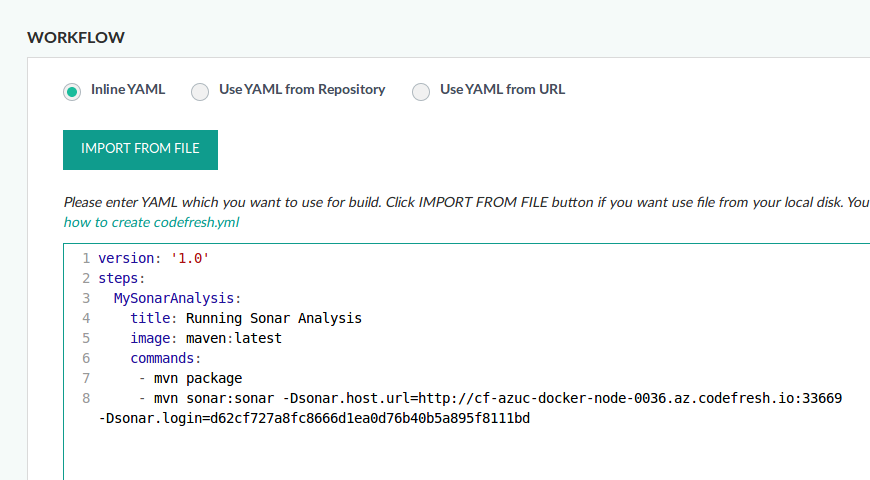 WORKFLOW
Inline YAML Use YAML from Repository Use YAML from URL
IMPORT FROM FILE
Please enter YAML which you want to use for build. Click IMPORT FROM FILE button if you want use file from your local disk. You
how to create codefresh.yml
1 version: '1.0'
2 steps:
3 MySonarAnalysis:
4 title: Running Sonar Analysis
5 image: maven:latest
6 commands:
7 - mvn package
8 - mvn sonar:sonar -Dsonar.host.url=http://cf-azuc-docker-node-0036.az.codefresh.io:33669
-Dsonar.login=d62cf727a8fc8666d1ea0d76b40b5a895f8111bd